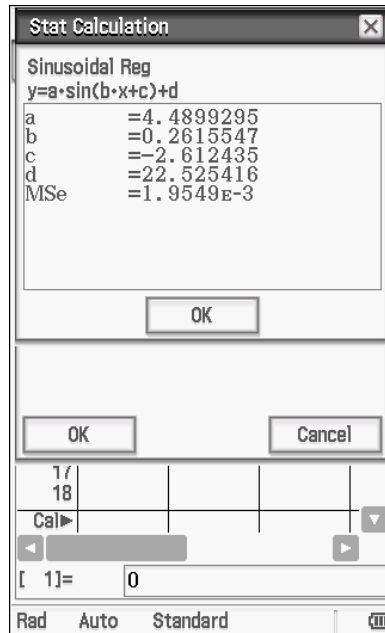 Stat Calculation
Sinusoidal Reg
y=a·sin(b·x+c)+d
a =4.4899295
b =0.2615547
c =-2.612435
d =22.525416
MSe =1.9549E-3
OK
OK Cancel
17
18
Cal▶
[ 1]= 0
Rad Auto Standard